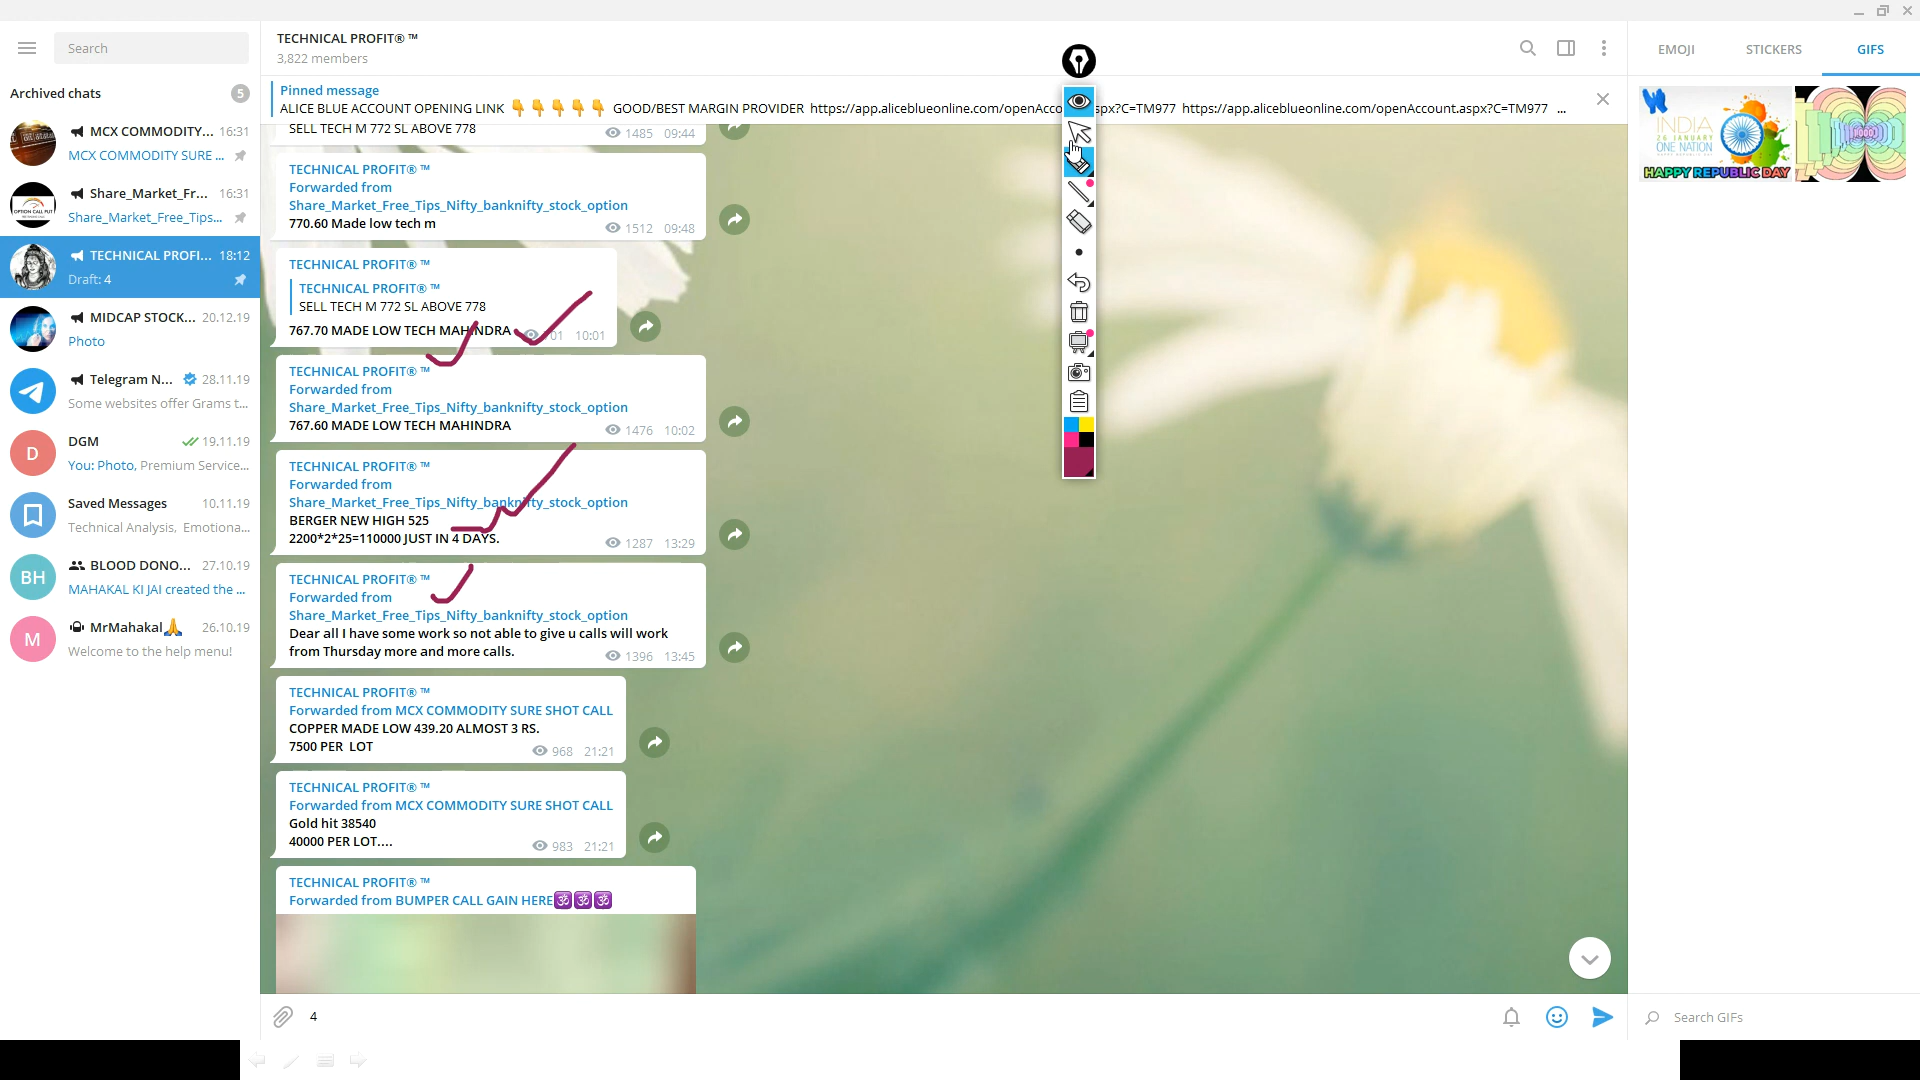 Search
Archived chats
5
MCX COMMODITY... 16:31
MCX COMMODITY SURE ...
Share_Market_Fr... 16:31
Share_Market_Free_Tips...
TECHNICAL PROFI... 18:12
Draft: 4
MIDCAP STOCK... 20.12.19
Photo
Telegram N... 28.11.19
Some websites offer Grams t...
D
DGM 19.11.19
You: Photo, Premium Service...
Saved Messages 10.11.19
Technical Analysis, Emotiona...
BH
BLOOD DONO... 27.10.19
MAHAKAL KI JAI created the ...
M
MrMahakal🙏 26.10.19
Welcome to the help menu!
TECHNICAL PROFIT® ™
3,822 members
Pinned message
ALICE BLUE ACCOUNT OPENING LINK 👇👇👇👇👇 GOOD/BEST MARGIN PROVIDER https://app.aliceblueonline.com/openAcco spx?C=TM977 https://app.aliceblueonline.com/openAccount.aspx?C=TM977 ...
SELL TECH M 772 SL ABOVE 778
1485 09:44
TECHNICAL PROFIT® ™
Forwarded from
Share_Market_Free_Tips_Nifty_banknifty_stock_option
770.60 Made low tech m
1512 09:48
TECHNICAL PROFIT® ™
TECHNICAL PROFIT® ™
SELL TECH M 772 SL ABOVE 778
767.70 MADE LOW TECH MAHINDRA
01 10:01
TECHNICAL PROFIT® ™
Forwarded from
Share_Market_Free_Tips_Nifty_banknifty_stock_option
767.60 MADE LOW TECH MAHINDRA
1476 10:02
TECHNICAL PROFIT® ™
Forwarded from
Share_Market_Free_Tips_Nifty_banknifty_stock_option
BERGER NEW HIGH 525
2200*2*25=110000 JUST IN 4 DAYS.
1287 13:29
TECHNICAL PROFIT® ™
Forwarded from
Share_Market_Free_Tips_Nifty_banknifty_stock_option
Dear all I have some work so not able to give u calls will work
from Thursday more and more calls.
1396 13:45
TECHNICAL PROFIT® ™
Forwarded from MCX COMMODITY SURE SHOT CALL
COPPER MADE LOW 439.20 ALMOST 3 RS.
7500 PER LOT
968 21:21
TECHNICAL PROFIT® ™
Forwarded from MCX COMMODITY SURE SHOT CALL
Gold hit 38540
40000 PER LOT....
983 21:21
TECHNICAL PROFIT® ™
Forwarded from BUMPER CALL GAIN HERE🕉🕉🕉
4
EMOJI STICKERS GIFS
INDIA
26 JANUARY
ONE NATION
HAPPY REPUBLIC DAY
Search GIFs